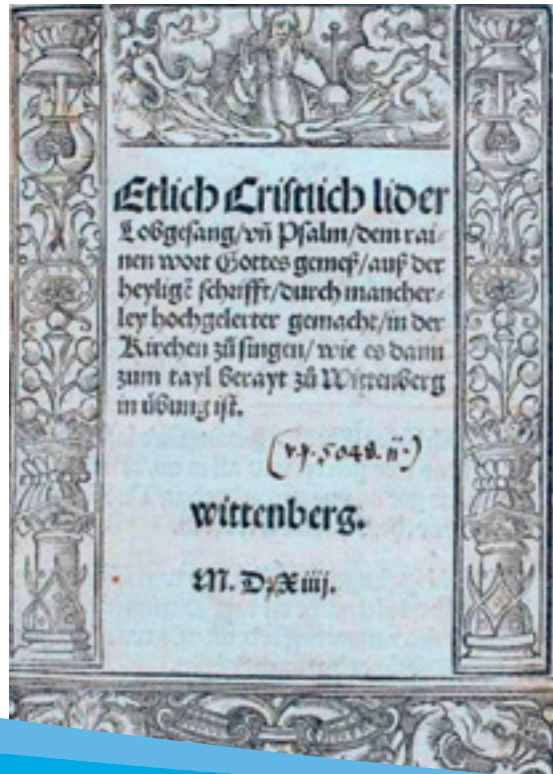 Etlich Cristlich lider
Lobgesang/vñ Psalm/dem rai-
nen wort Gottes gemeß/auß der
heyligẽ schrifft/durch mancher-
ley hochgelerter gemacht/in der
Kirchen zů singen/wie es dann
zum tayl berayt zů Wittenberg
in übung ist.
wittenberg.
M. D. Xiiij.